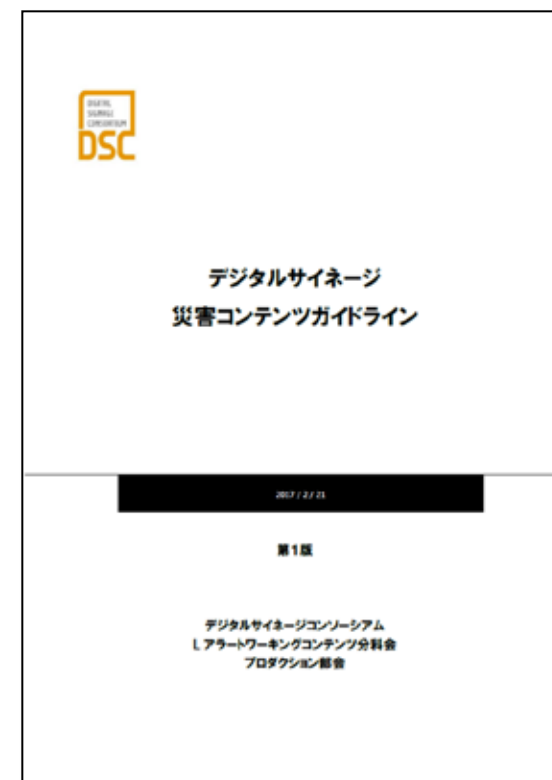 DIGITAL
SIGNAGE
CONSORTIUM
DSC
デジタルサイネージ
災害コンテンツガイドライン
2017 / 2 / 21
第1版
デジタルサイネージコンソーシアム
L アラートワーキングコンテンツ分科会
プロダクション部会